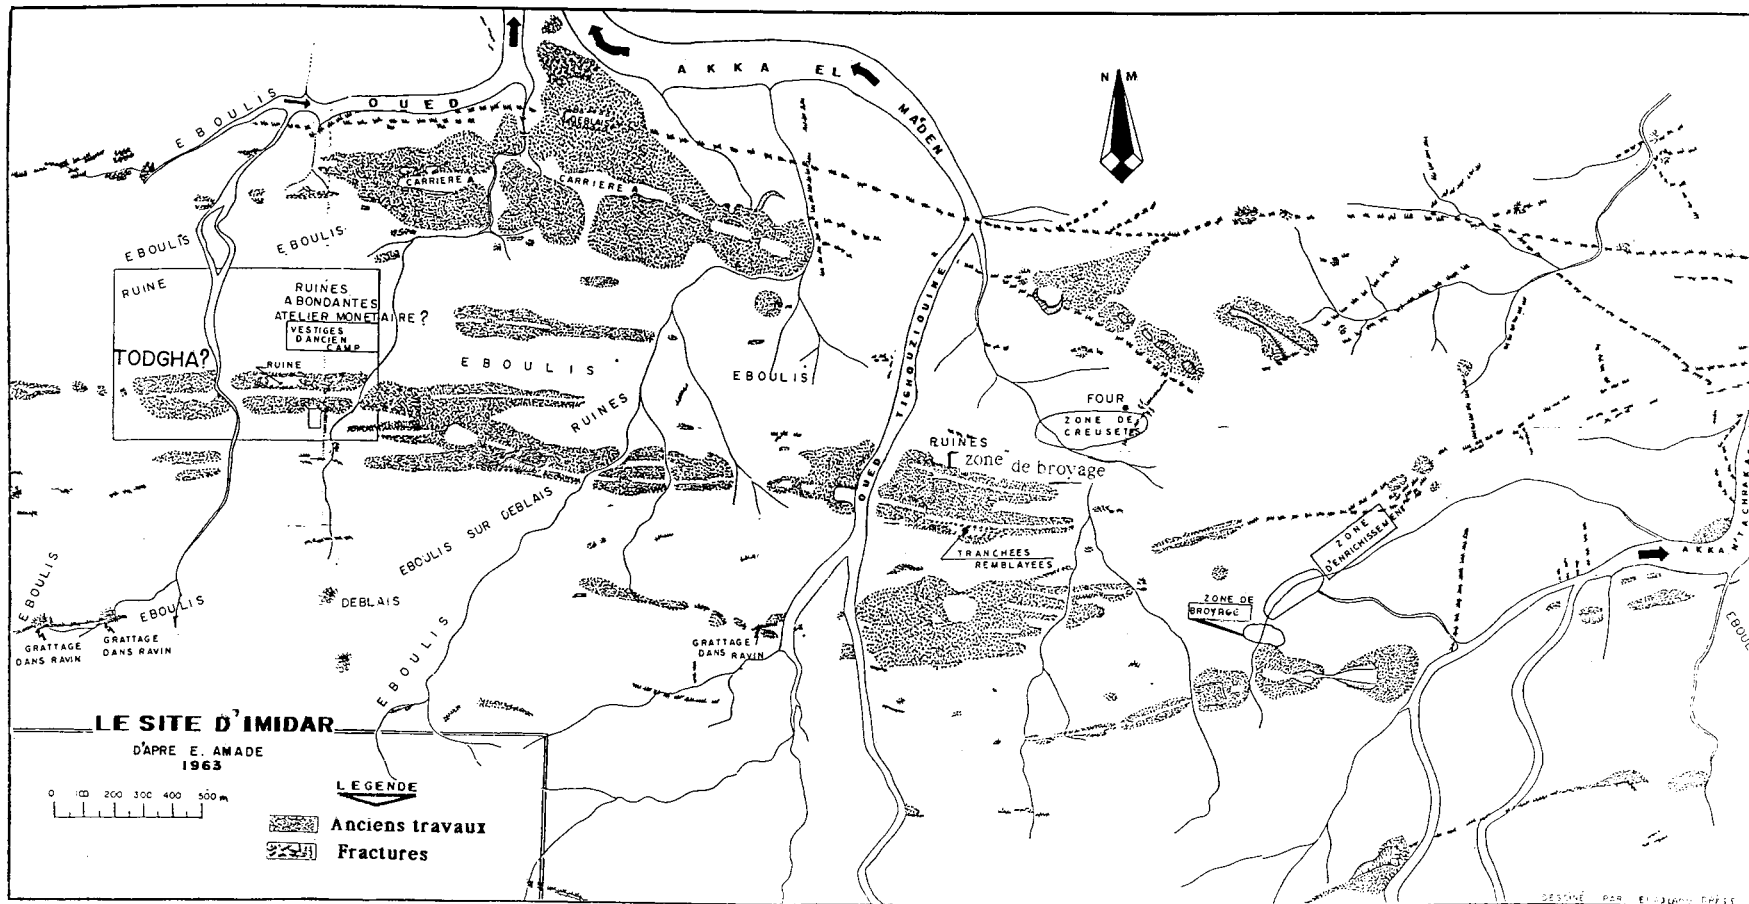 EBOULIS
OUED
AKKA EL
MADEN
N M
DEBLAIS
CARRIERE A
CARRIERE A
EBOULIS
EBOULIS
RUINE
RUINES
ABONDANTES
ATELIER MONETAIRE?
VESTIGES
D'ANCIEN
CAMP
TODGHA?
RUINE
EBOULIS
EBOULIS
RUINES
OUED TIGHOUZIOUINE
FOUR
ZONE DE
CREUSETS
RUINES
zone de broyage
EBOULIS SUR DEBLAIS
TRANCHEES
REMBLAYEES
ZONE
D'ENRICHISSEMENT
AKKA
N'TACHRAKA
ZONE DE
BROYAGE
EBOULIS
EBOULIS
DEBLAIS
GRATTAGE
DANS RAVIN
GRATTAGE
DANS RAVIN
GRATTAGE
DANS RAVIN
EBOULIS
LE SITE D'IMIDAR
D'APRE E. AMADE
1963
0 100 200 300 400 500 m
LEGENDE
Anciens travaux
Fractures
DESSINÉ PAR